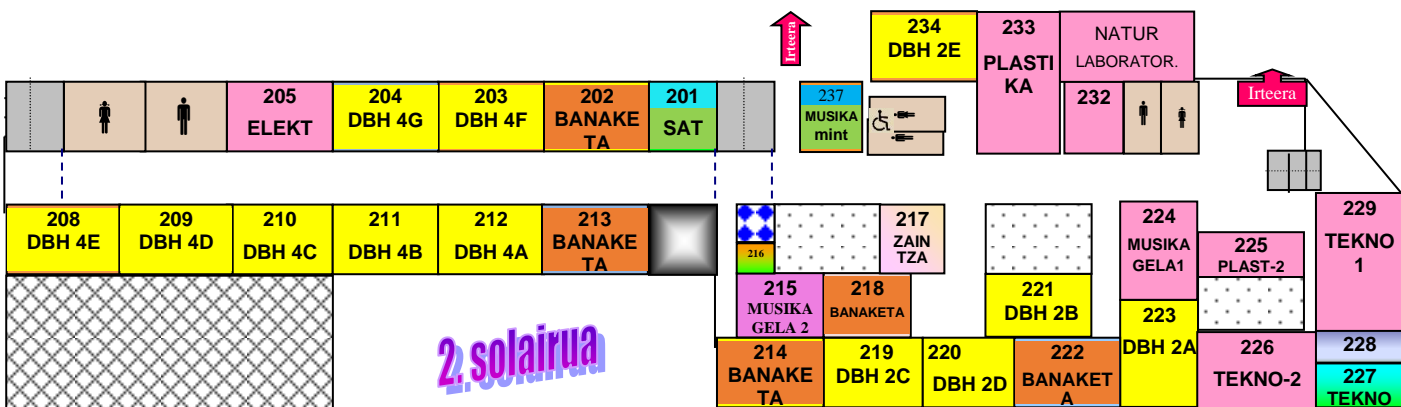 Irteera
234
DBH 2E
233
PLASTI
KA
NATUR
LABORATOR.
205
ELEKT
204
DBH 4G
203
DBH 4F
202
BANAKE
TA
201
SAT
237
MUSIKA
mint
232
Irteera
208
DBH 4E
209
DBH 4D
210
DBH 4C
211
DBH 4B
212
DBH 4A
213
BANAKE
TA
216
217
ZAIN
TZA
224
MUSIKA
GELA1
225
PLAST-2
229
TEKNO
1
215
MUSIKA
GELA 2
218
BANAKETA
221
DBH 2B
223
DBH 2A
2. solairua
214
BANAKE
TA
219
DBH 2C
220
DBH 2D
222
BANAKET
A
226
TEKNO-2
228
227
TEKNO